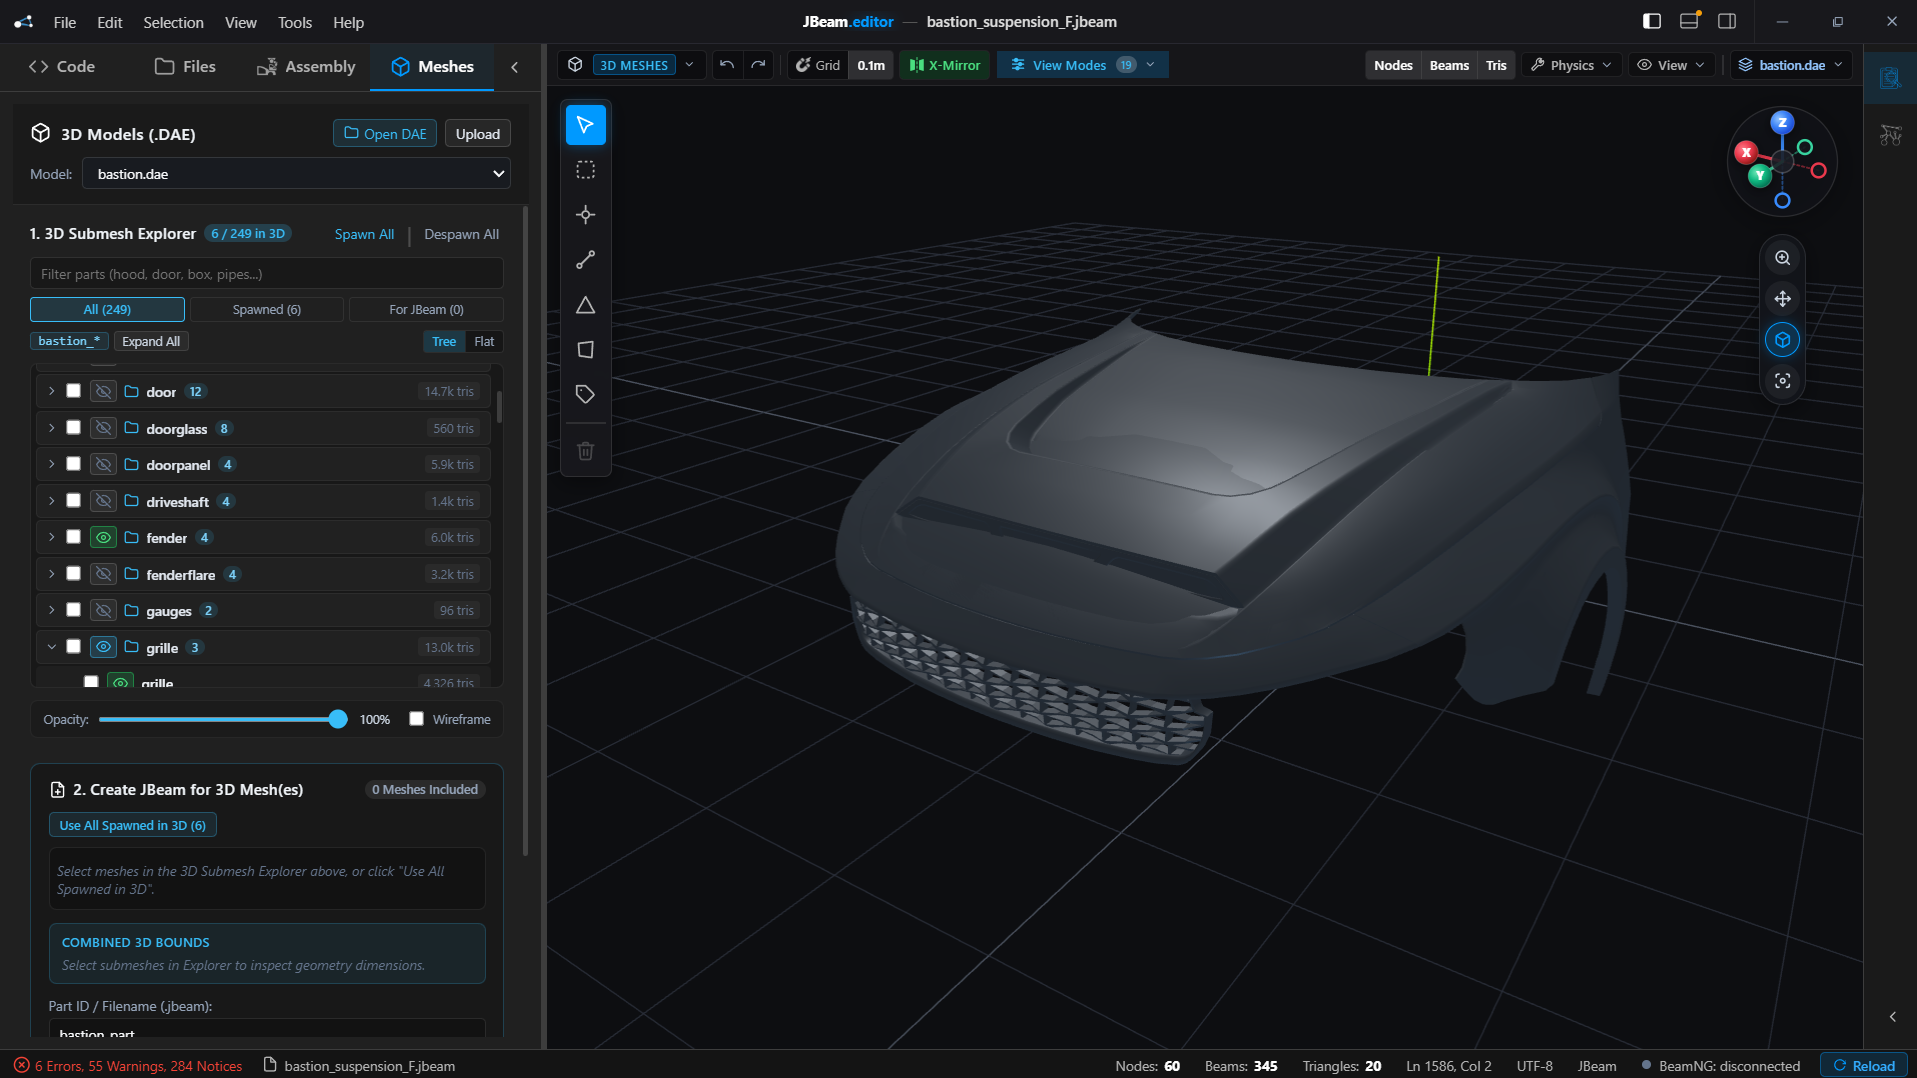 File Edit Selection View Tools Help
JBeam.editor — bastion_suspension_F.jbeam
Code Files Assembly Meshes
3D MESHES Grid 0.1m X-Mirror View Modes 19 Nodes Beams Tris Physics View bastion.dae
3D Models (.DAE) Open DAE Upload
Model: bastion.dae
1. 3D Submesh Explorer 6 / 249 in 3D Spawn All | Despawn All
Filter parts (hood, door, box, pipes...)
All (249) Spawned (6) For JBeam (0)
bastion_* Expand All Tree Flat
door 12 14.7k tris
doorglass 8 560 tris
doorpanel 4 5.9k tris
driveshaft 4 1.4k tris
fender 4 6.0k tris
fenderflare 4 3.2k tris
gauges 2 96 tris
grille 3 13.0k tris
grille 4,326 tris
Opacity: 100% Wireframe
2. Create JBeam for 3D Mesh(es) 0 Meshes Included
Use All Spawned in 3D (6)
Select meshes in the 3D Submesh Explorer above, or click "Use All
Spawned in 3D".
COMBINED 3D BOUNDS
Select submeshes in Explorer to inspect geometry dimensions.
Part ID / Filename (.jbeam):
bastion_part
Z
X
Y
6 Errors, 55 Warnings, 284 Notices bastion_suspension_F.jbeam Nodes: 60 Beams: 345 Triangles: 20 Ln 1586, Col 2 UTF-8 JBeam BeamNG: disconnected Reload